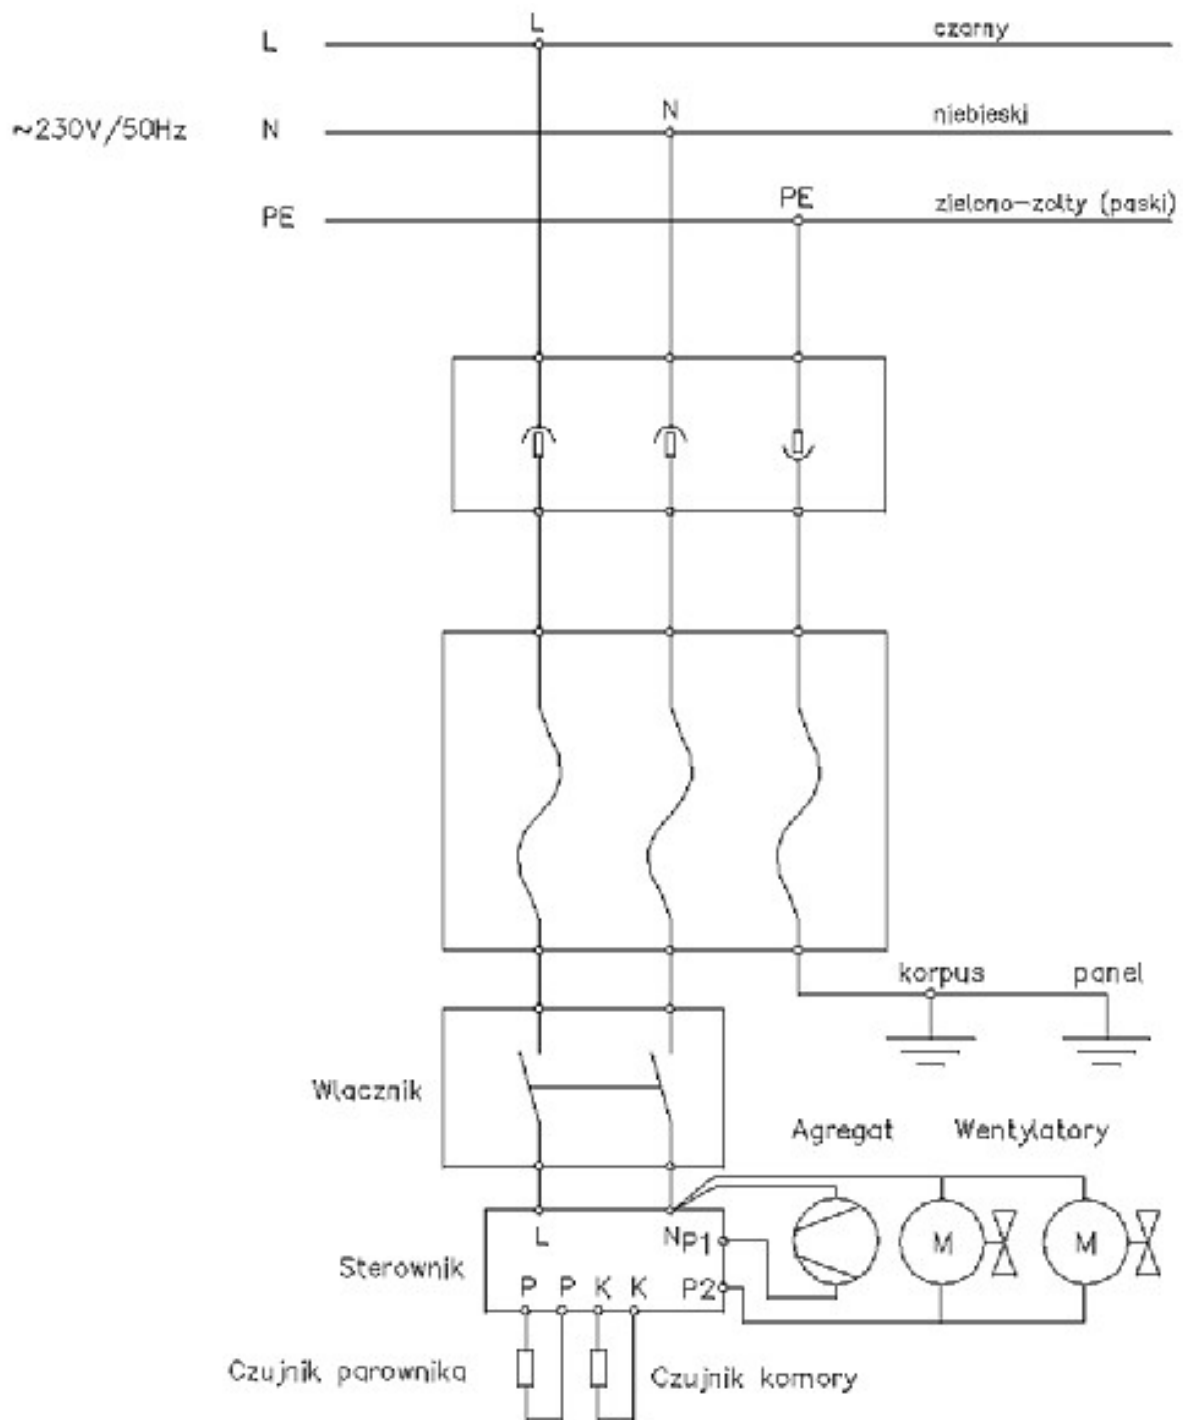 L
L czarny
~230V/50Hz N N niebieski
PE PE zielono-zolty (paski)
korpus panel
Wlacznik
Agregat Wentylatory
L N P1
M M
Sterownik
P P K K P2
Czujnik parownika Czujnik komory